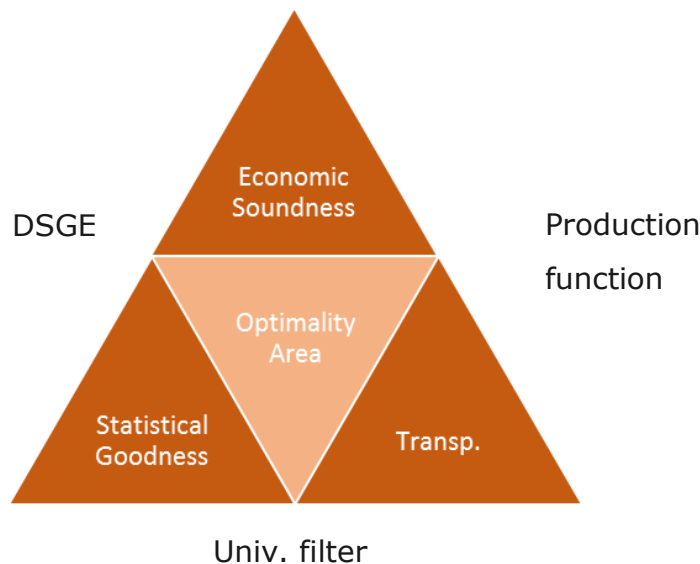 Economic
Soundness
DSGE
Production
function
Optimality
Area
Statistical
Goodness
Transp.
Univ. filter